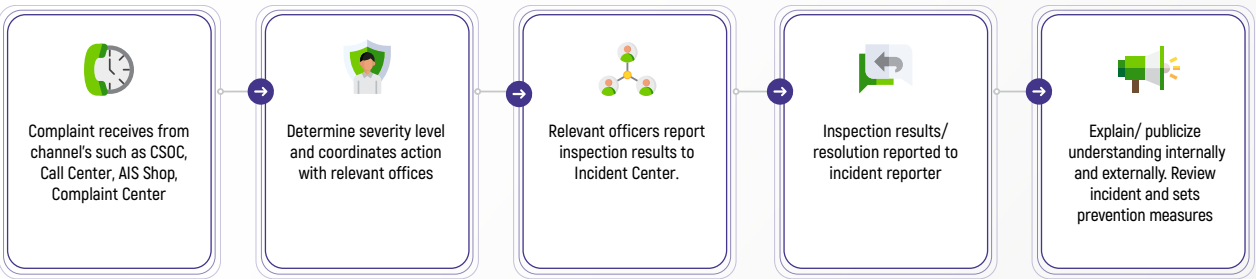 Complaint receives from
channel's such as CSOC,
Call Center, AIS Shop,
Complaint Center
Determine severity level
and coordinates action
with relevant offices
Relevant officers report
inspection results to
Incident Center.
Inspection results/
resolution reported to
incident reporter
Explain/ publicize
understanding internally
and externally. Review
incident and sets
prevention measures